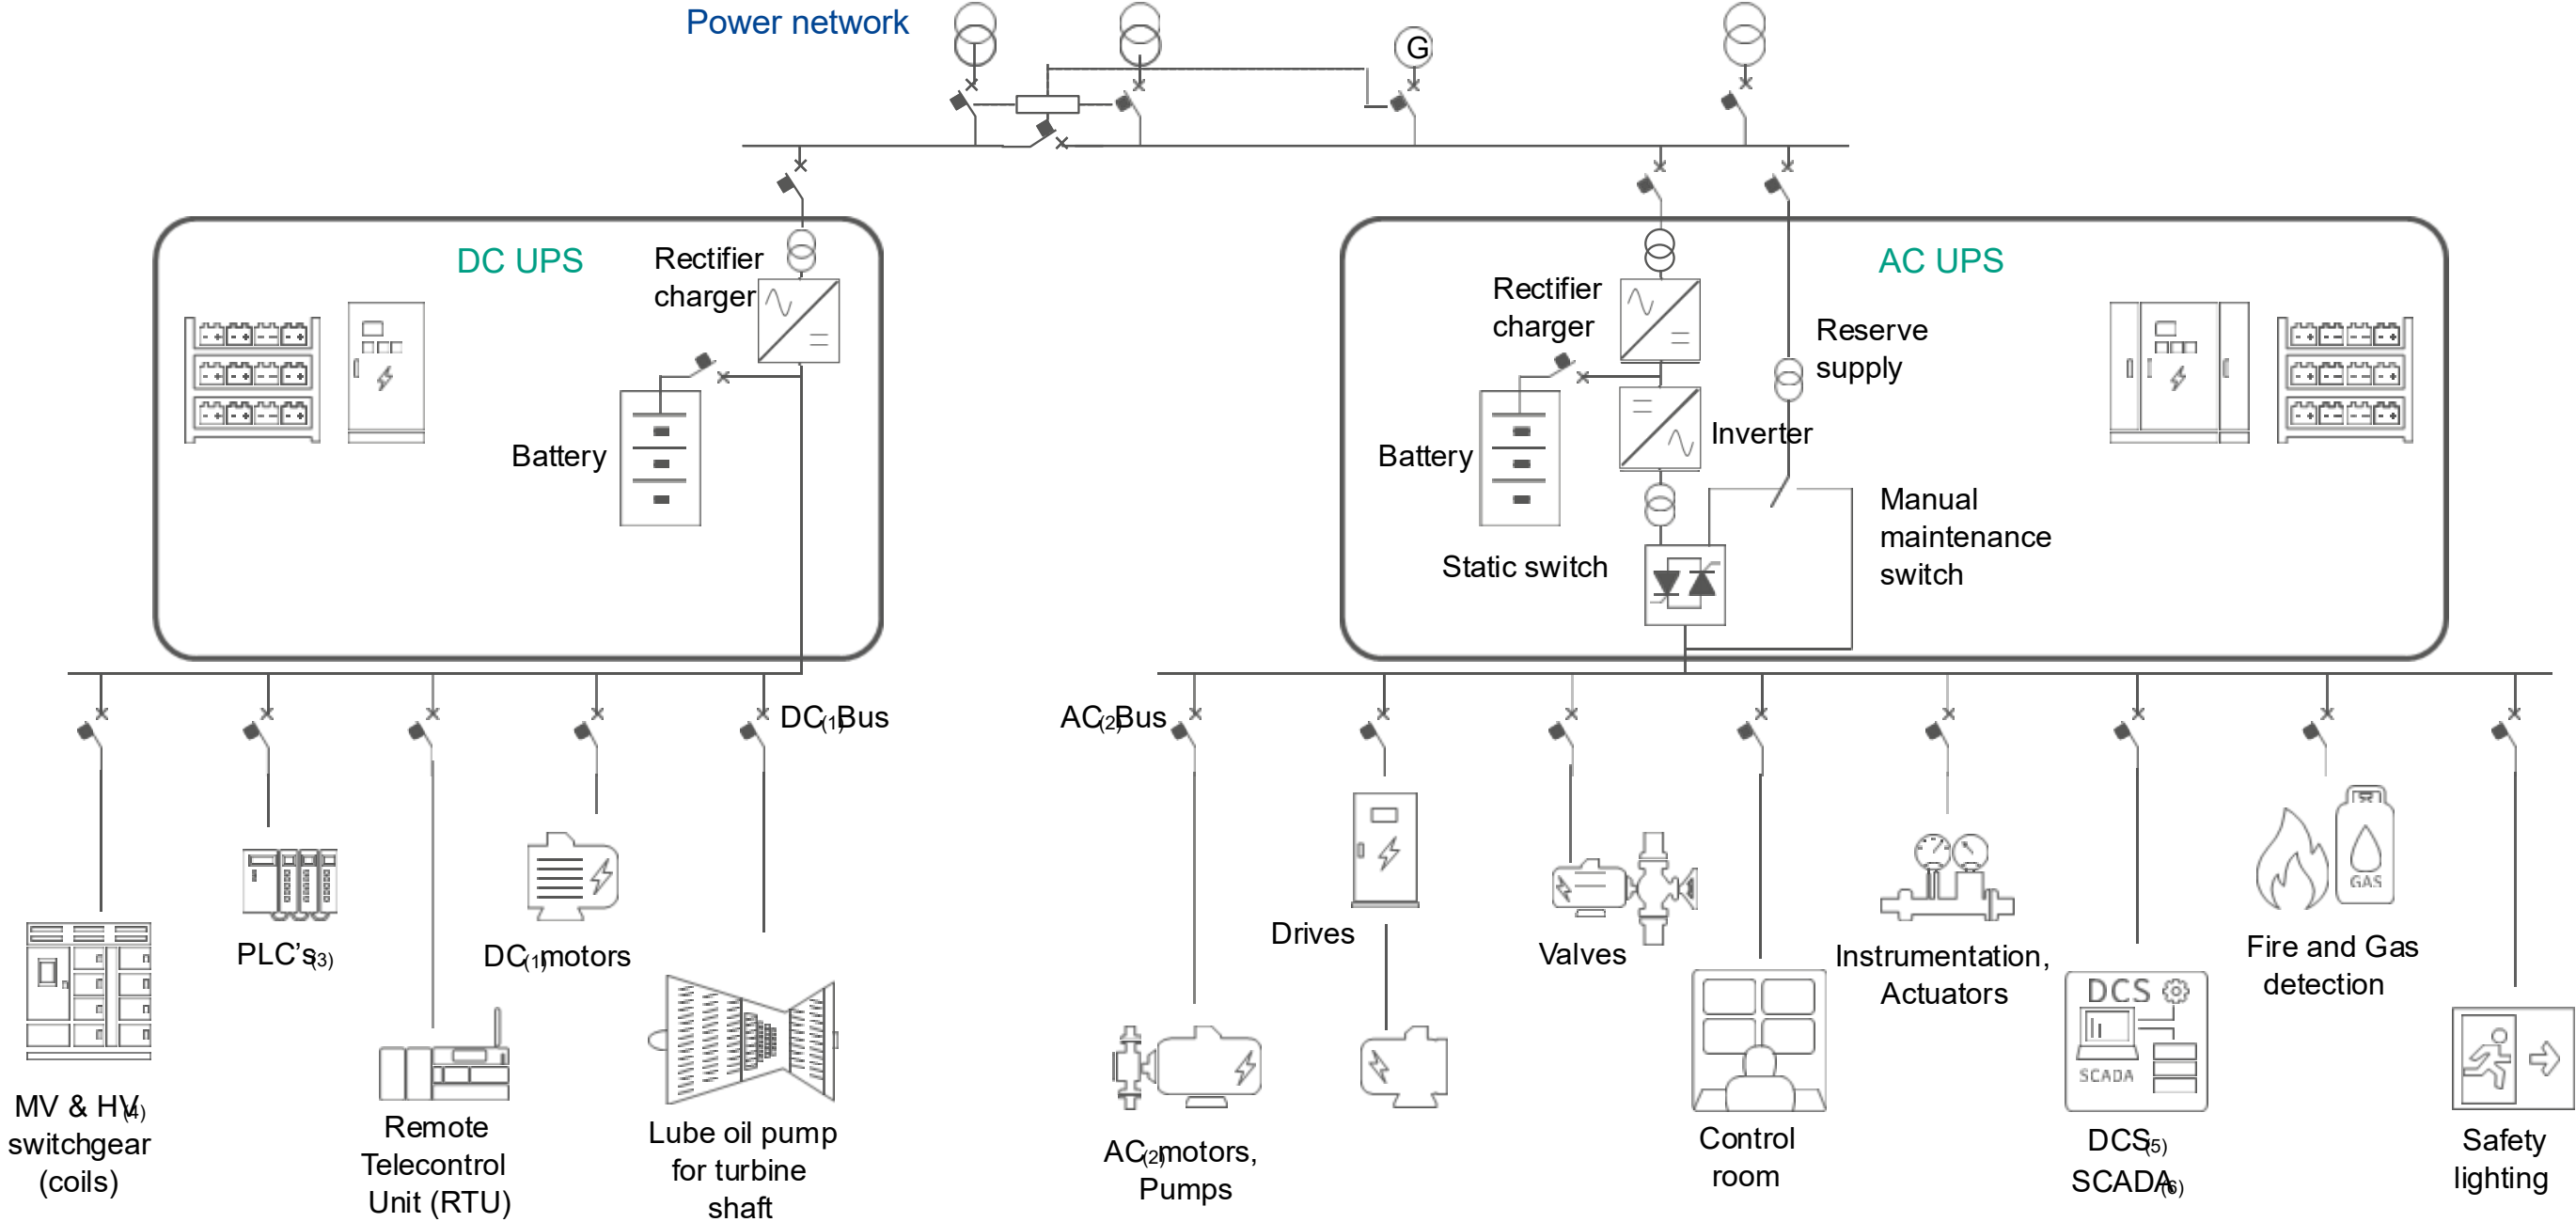 Power network
G
DC UPS
Rectifier
charger
Battery
AC UPS
Rectifier
charger
Reserve
supply
Inverter
Battery
Manual
maintenance
switch
Static switch
DC(1)Bus
AC(2)Bus
GAS
PLC’s(3)
DC(1)motors
Drives
Valves
Instrumentation,
Actuators
Fire and Gas
detection
DCS
SCADA
MV & HV(4)
switchgear
(coils)
Remote
Telecontrol
Unit (RTU)
Lube oil pump
for turbine
shaft
AC(2)motors,
Pumps
Control
room
DCS(5)
SCADA(6)
Safety
lighting